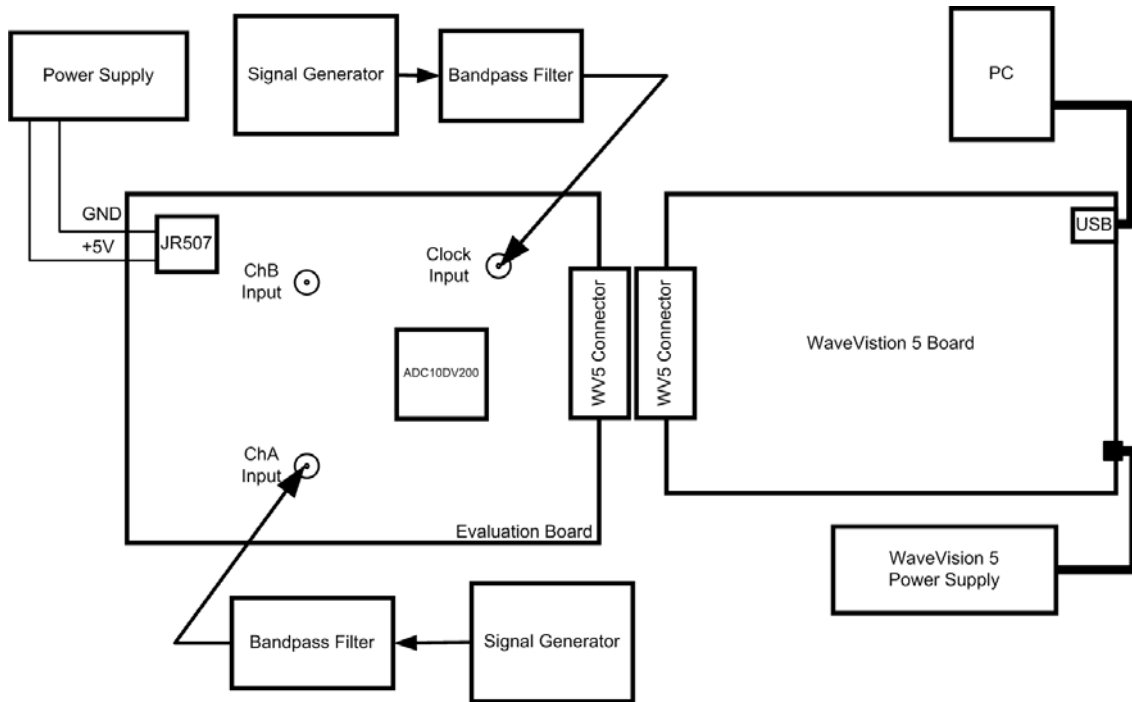 Power Supply
Signal Generator
Bandpass Filter
PC
GND
+5V
JR507
ChB
Input
Clock
Input
USB
ADC10DV200
WV5 Connector
WV5 Connector
WaveVistion 5 Board
ChA
Input
Evaluation Board
WaveVision 5
Power Supply
Bandpass Filter
Signal Generator